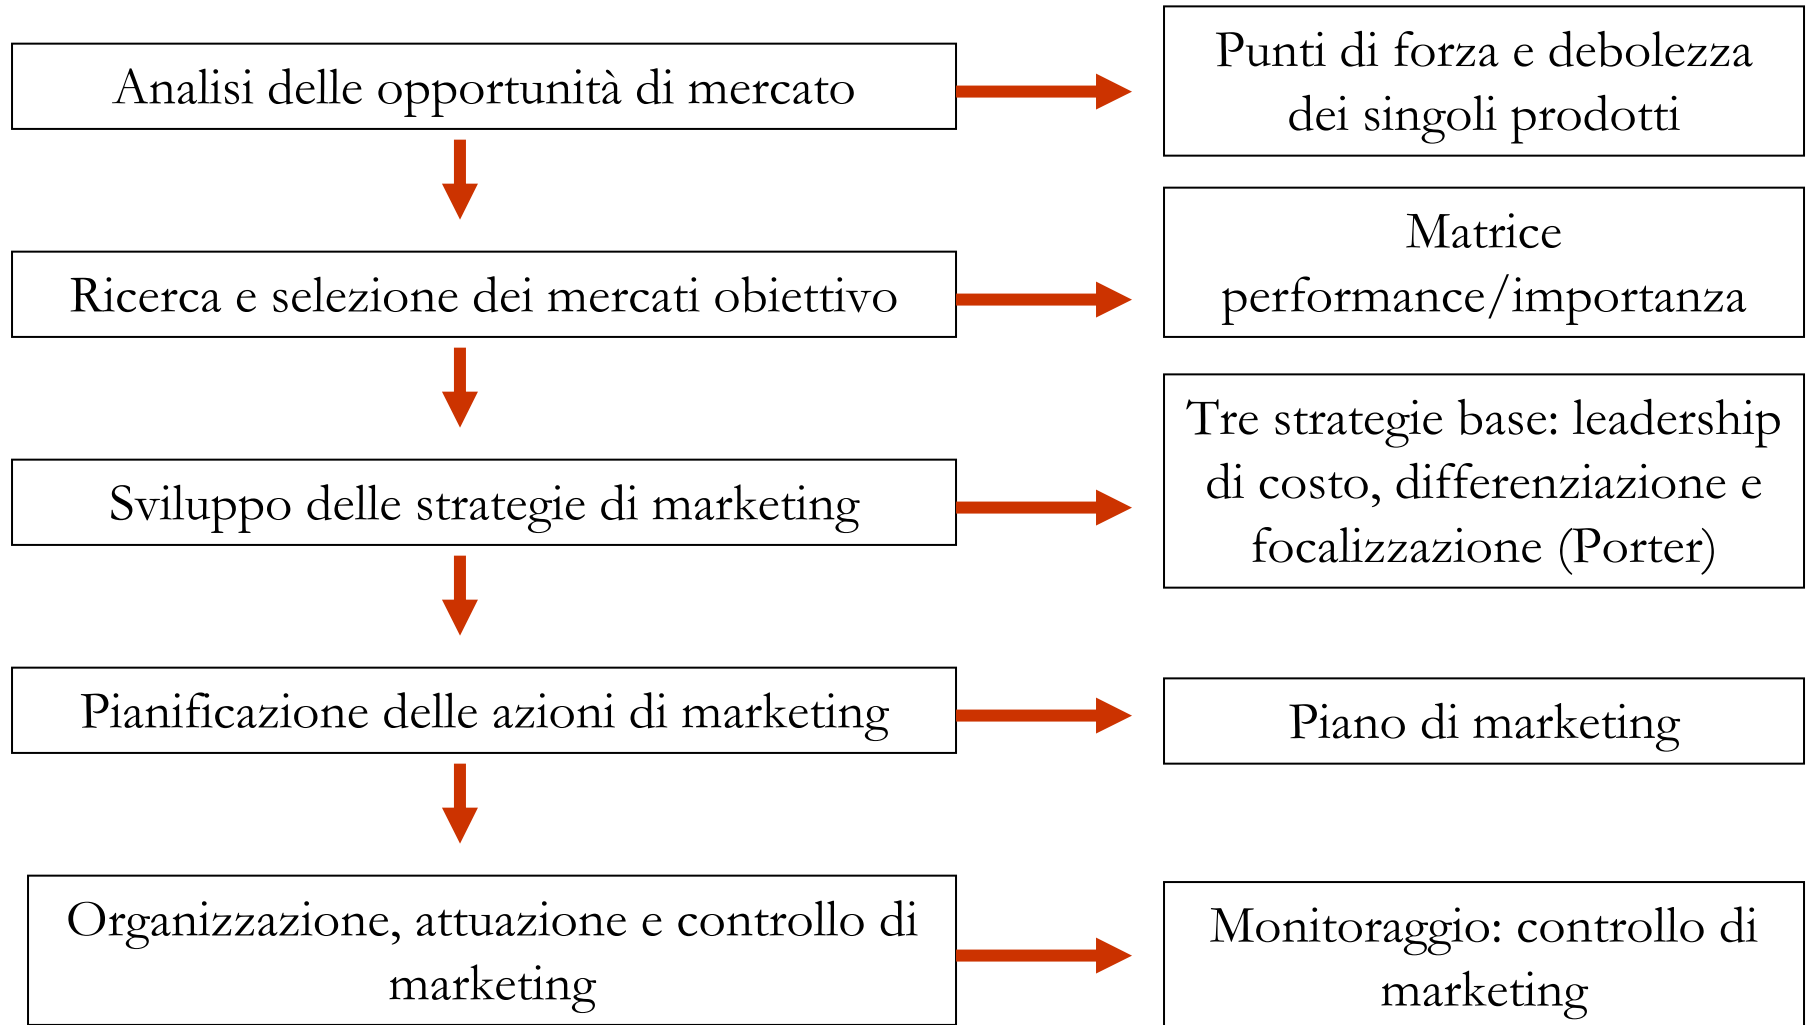 Analisi delle opportunità di mercato
Punti di forza e debolezza
dei singoli prodotti
Ricerca e selezione dei mercati obiettivo
Matrice
performance/importanza
Sviluppo delle strategie di marketing
Tre strategie base: leadership
di costo, differenziazione e
focalizzazione (Porter)
Pianificazione delle azioni di marketing
Piano di marketing
Organizzazione, attuazione e controllo di
marketing
Monitoraggio: controllo di
marketing